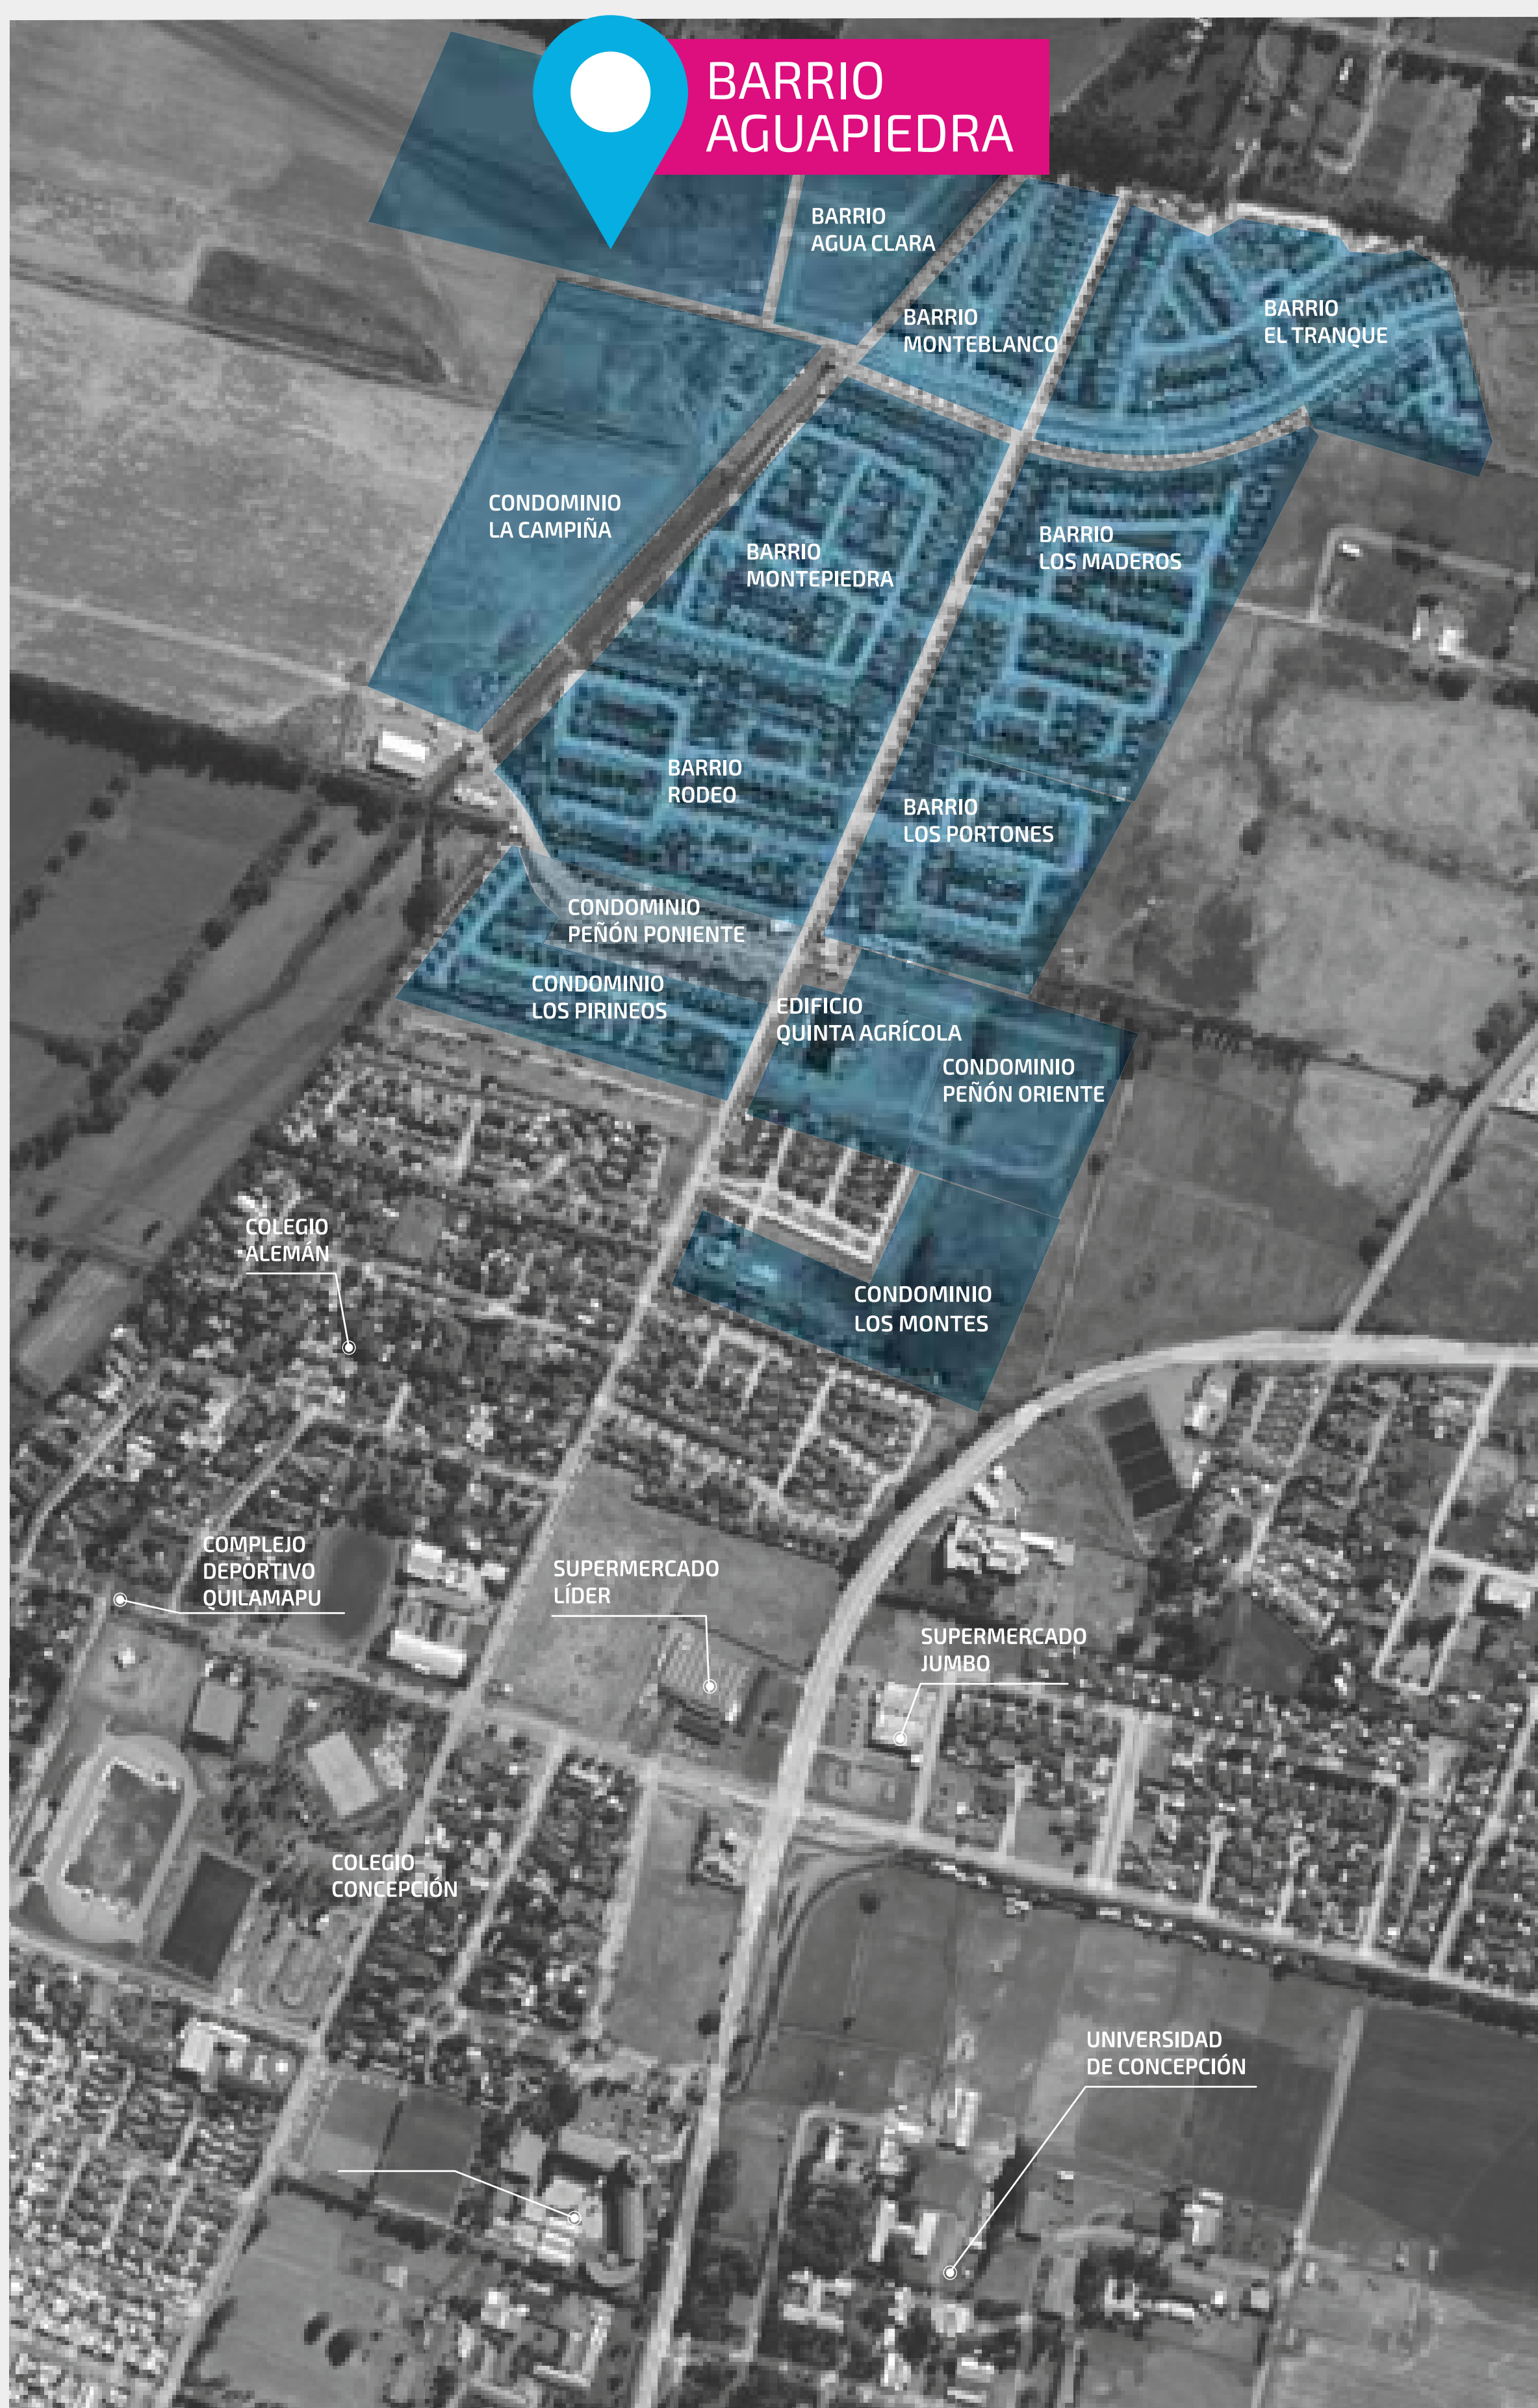 BARRIO
AGUAPIEDRA
BARRIO
AGUA CLARA
BARRIO
MONTEBLANCO
BARRIO
EL TRANQUE
CONDOMINIO
LA CAMPIÑA
BARRIO
MONTEPIEDRA
BARRIO
LOS MADEROS
BARRIO
RODEO
BARRIO
LOS PORTONES
CONDOMINIO
PEÑÓN PONIENTE
CONDOMINIO
LOS PIRINEOS
EDIFICIO
QUINTA AGRÍCOLA
CONDOMINIO
PEÑÓN ORIENTE
COLEGIO
ALEMÁN
CONDOMINIO
LOS MONTES
COMPLEJO
DEPORTIVO
QUILAMAPU
SUPERMERCADO
LÍDER
SUPERMERCADO
JUMBO
COLEGIO
CONCEPCIÓN
UNIVERSIDAD
DE CONCEPCIÓN